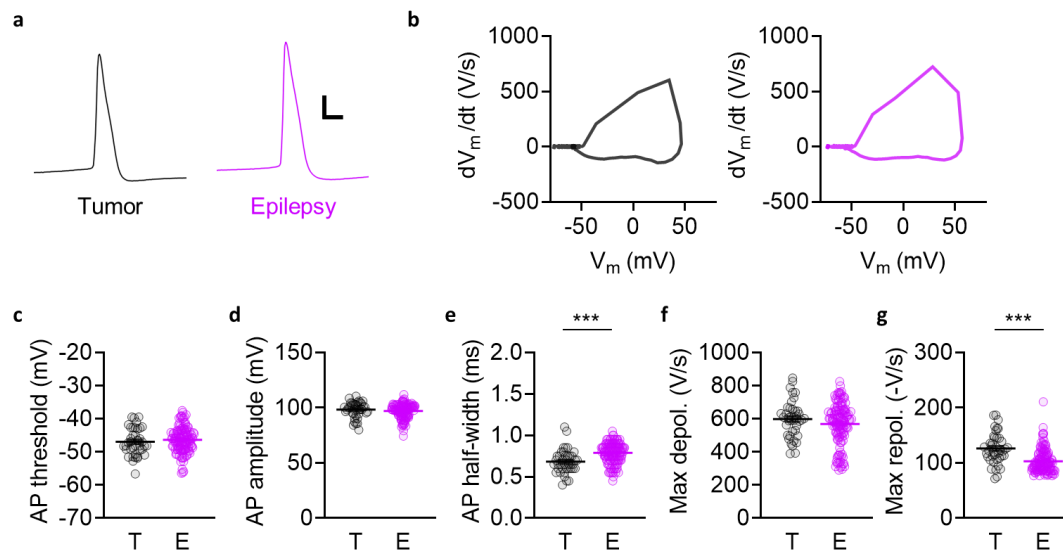 a
Tumor
Epilepsy
b
dVm/dt (V/s)
1000
500
0
-500
-50 0 50
Vm (mV)
dVm/dt (V/s)
1000
500
0
-500
-50 0 50
Vm (mV)
c
AP threshold (mV)
-20
-30
-40
-50
-60
-70
T E
d
AP amplitude (mV)
150
100
50
0
T E
e
***
AP half-width (ms)
2.0
1.5
1.0
0.5
0.0
T E
f
Max depol. (V/s)
1000
800
600
400
200
0
T E
g
***
Max repol. (-V/s)
300
200
100
0
T E